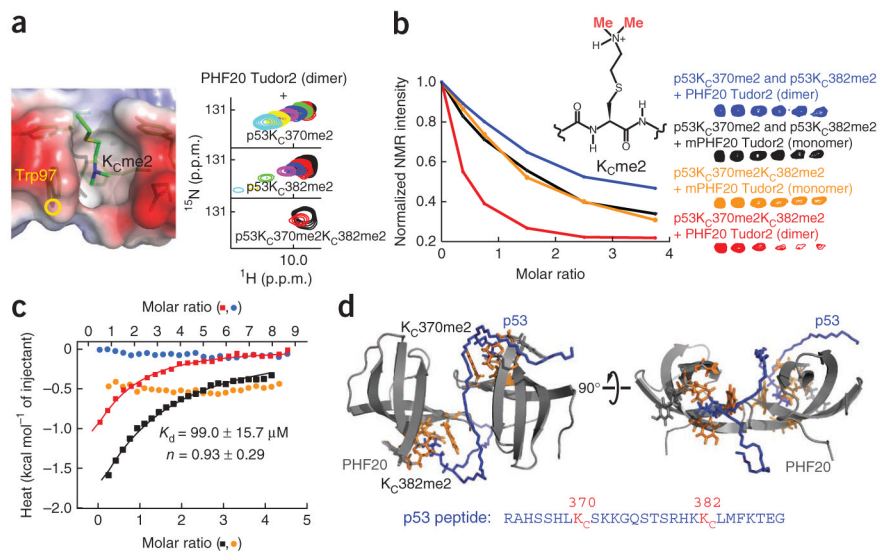 a
PHF20 Tudor2 (dimer)
+
131
p53KC370me2
131
p53KC382me2
131
p53KC370me2KC382me2
15N (p.p.m.)
10.0
1H (p.p.m.)
KCme2
Trp97
b
Normalized NMR intensity
1.0
0.8
0.6
0.4
0.2
0
1
2
3
4
Molar ratio
Me
Me
H
N
+
S
O
N
H
O
H
N
KCme2
p53KC370me2 and p53KC382me2
+ PHF20 Tudor2 (dimer)
p53KC370me2 and p53KC382me2
+ mPHF20 Tudor2 (monomer)
p53KC370me2KC382me2
+ mPHF20 Tudor2 (monomer)
p53KC370me2KC382me2
+ PHF20 Tudor2 (dimer)
c
Molar ratio (■,●)
0 1 2 3 4 5 6 7 8 9
Heat (kcal mol−1 of injectant)
0
−0.5
−1.0
−1.5
−2.0
Kd = 99.0 ± 15.7 μM
n = 0.93 ± 0.29
0 1 2 3 4 5
Molar ratio (■,●)
d
KC370me2
p53
PHF20
KC382me2
90°
p53
PHF20
370 382
p53 peptide: RAHSSHLKCSKKGQSTSRHKKCLMFKTEG